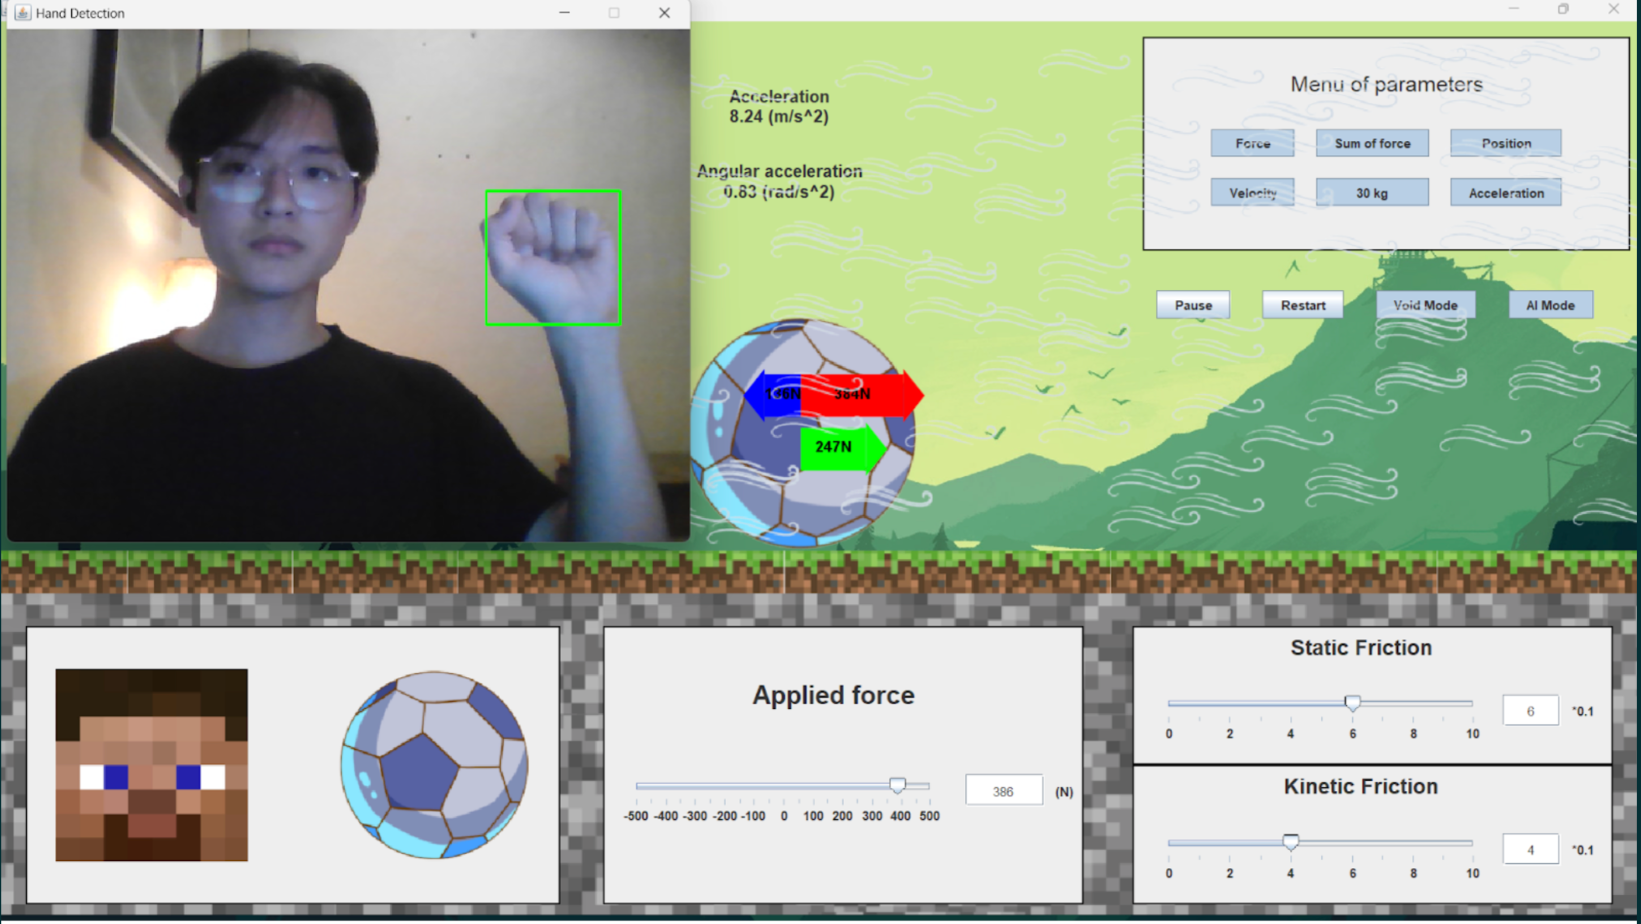 Hand Detection
Acceleration
8.24 (m/s^2)
Angular acceleration
0.83 (rad/s^2)
Menu of parameters
Force Sum of force Position
Velocity 30 kg Acceleration
Pause Restart Void Mode AI Mode
384N
247N
Applied force
386 (N)
-500 -400 -300 -200 -100 0 100 200 300 400 500
Static Friction
6 *0.1
0 2 4 6 8 10
Kinetic Friction
4 *0.1
0 2 4 6 8 10